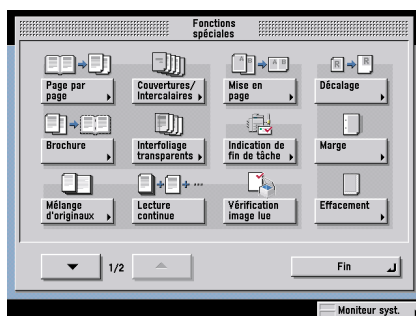 Fonctions
spéciales
Page par
page
Couvertures/
Intercalaires
Mise en
page
Décalage
Brochure
Interfoliage
transparents
Indication de
fin de tâche
Marge
Mélange
d'originaux
Lecture
continue
Vérification
image lue
Effacement
1/2
Fin
Moniteur syst.